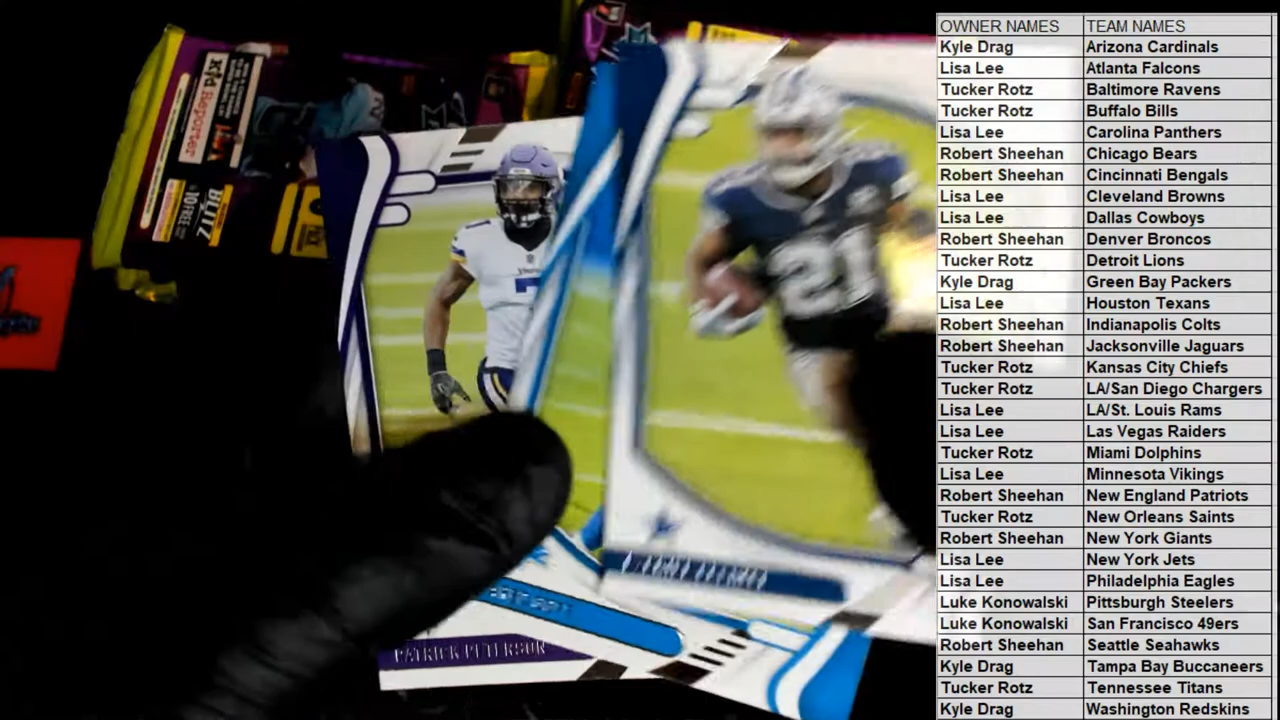 OWNER NAMES TEAM NAMES
Kyle Drag Arizona Cardinals
Lisa Lee Atlanta Falcons
Tucker Rotz Baltimore Ravens
Tucker Rotz Buffalo Bills
Lisa Lee Carolina Panthers
Robert Sheehan Chicago Bears
Robert Sheehan Cincinnati Bengals
Lisa Lee Cleveland Browns
Lisa Lee Dallas Cowboys
Robert Sheehan Denver Broncos
Tucker Rotz Detroit Lions
Kyle Drag Green Bay Packers
Lisa Lee Houston Texans
Robert Sheehan Indianapolis Colts
Robert Sheehan Jacksonville Jaguars
Tucker Rotz Kansas City Chiefs
Tucker Rotz LA/San Diego Chargers
Lisa Lee LA/St. Louis Rams
Lisa Lee Las Vegas Raiders
Tucker Rotz Miami Dolphins
Lisa Lee Minnesota Vikings
Robert Sheehan New England Patriots
Tucker Rotz New Orleans Saints
Robert Sheehan New York Giants
Lisa Lee New York Jets
Lisa Lee Philadelphia Eagles
Luke Konowalski Pittsburgh Steelers
Luke Konowalski San Francisco 49ers
Robert Sheehan Seattle Seahawks
Kyle Drag Tampa Bay Buccaneers
Tucker Rotz Tennessee Titans
Kyle Drag Washington Redskins
Kid
Reporter
BLITZ
21
PATRICK PETERSON